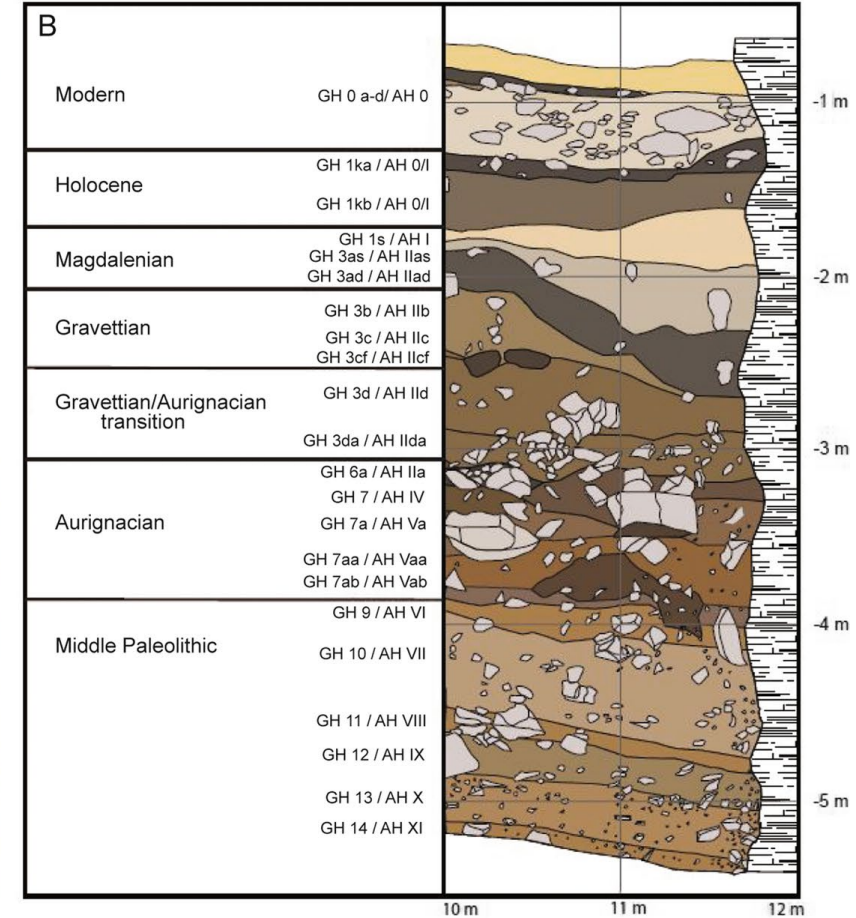 B
Modern
GH 0 a-d/ AH 0
-1 m
Holocene
GH 1ka / AH 0/I
GH 1kb / AH 0/I
Magdalenian
GH 1s / AH I
GH 3as / AH IIas
GH 3ad / AH IIad
-2 m
Gravettian
GH 3b / AH IIb
GH 3c / AH IIc
GH 3cf / AH IIcf
Gravettian/Aurignacian
transition
GH 3d / AH IId
GH 3da / AH IIda
-3 m
Aurignacian
GH 6a / AH IIa
GH 7 / AH IV
GH 7a / AH Va
GH 7aa / AH Vaa
GH 7ab / AH Vab
Middle Paleolithic
GH 9 / AH VI
-4 m
GH 10 / AH VII
GH 11 / AH VIII
GH 12 / AH IX
GH 13 / AH X
-5 m
GH 14 / AH XI
10 m
11 m
12 m